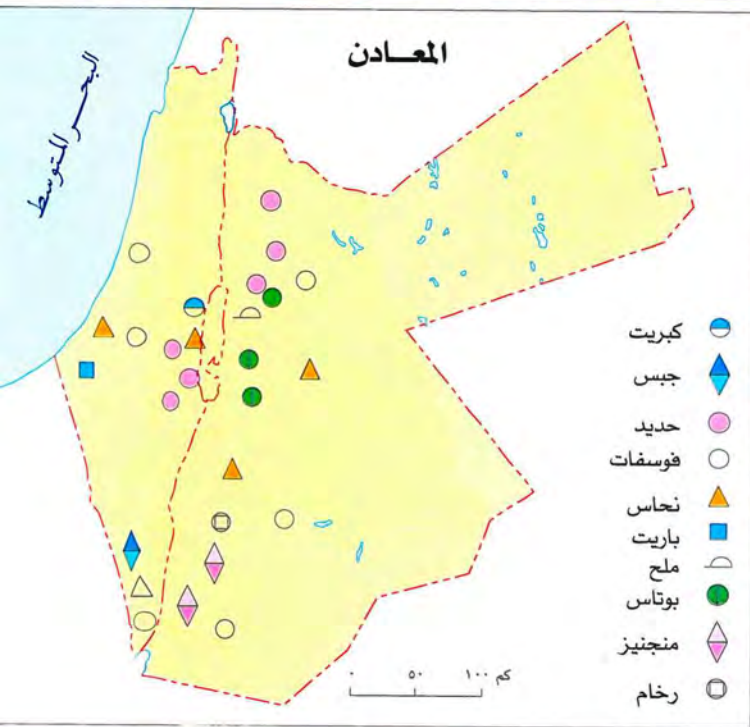 المعادن
البحر المتوسط
كبريت
جبس
حديد
فوسفات
نحاس
باريت
ملح
بوتاس
منجنيز
رخام
٠ ٥٠ ١٠٠ كم